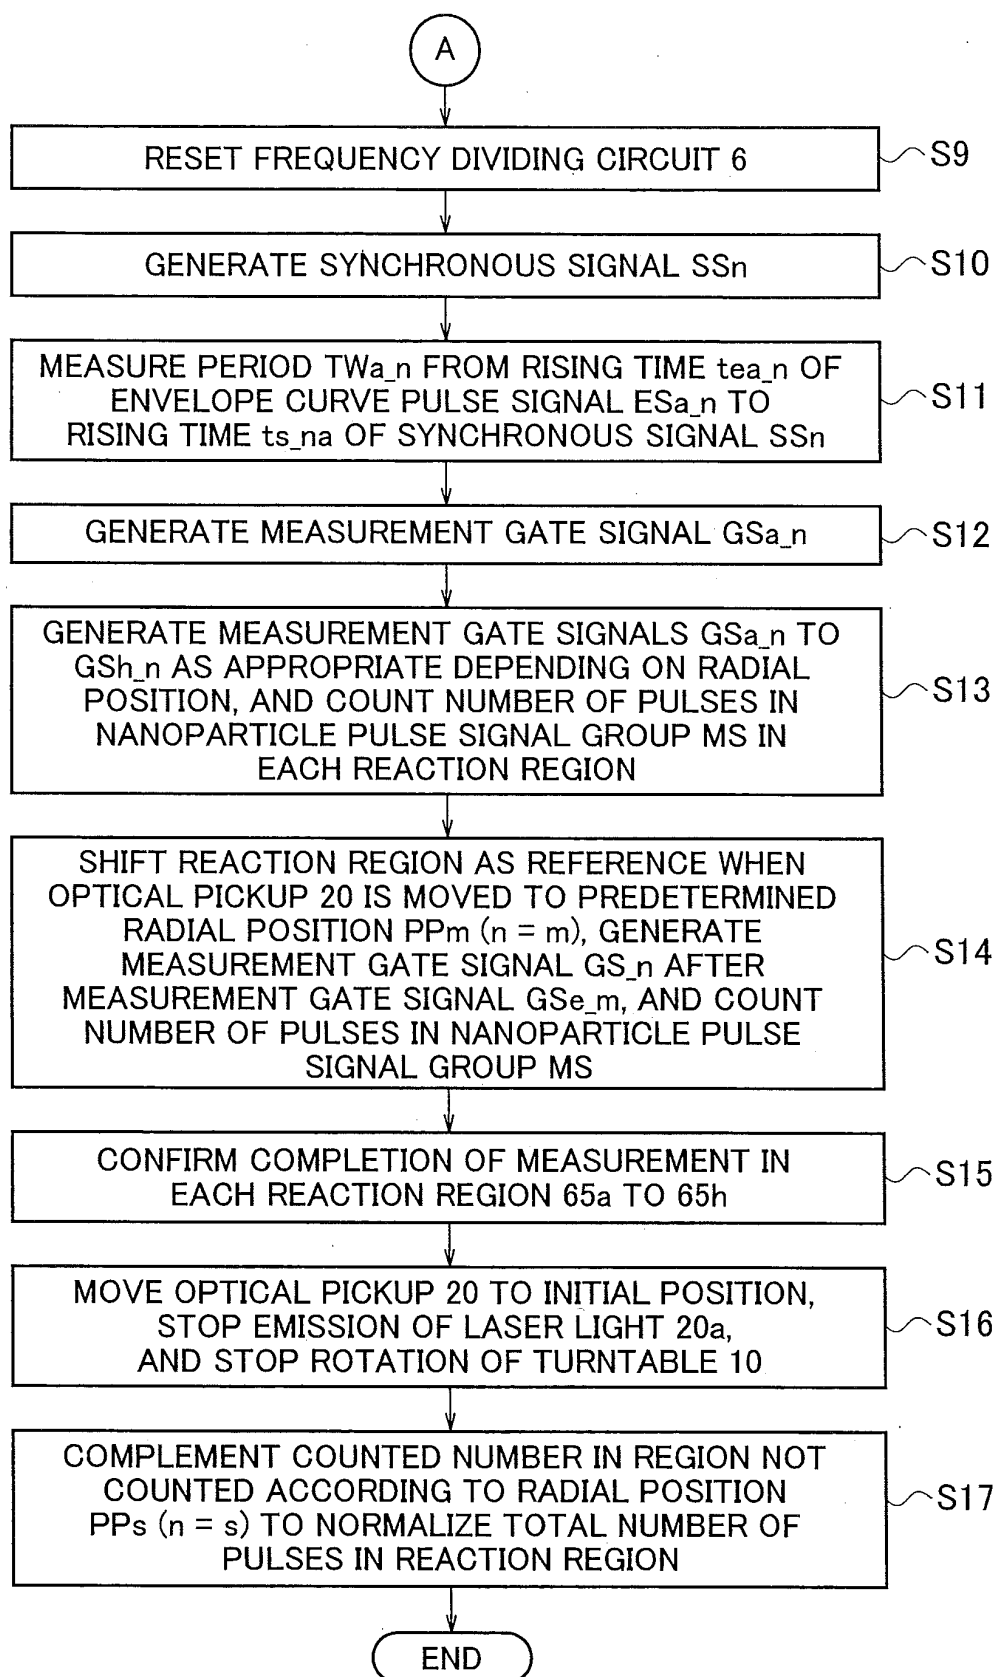 A
RESET FREQUENCY DIVIDING CIRCUIT 6
S9
GENERATE SYNCHRONOUS SIGNAL SSn
S10
MEASURE PERIOD TWa_n FROM RISING TIME tea_n OF
ENVELOPE CURVE PULSE SIGNAL ESa_n TO
RISING TIME ts_na OF SYNCHRONOUS SIGNAL SSn
S11
GENERATE MEASUREMENT GATE SIGNAL GSa_n
S12
GENERATE MEASUREMENT GATE SIGNALS GSa_n TO
GSh_n AS APPROPRIATE DEPENDING ON RADIAL
POSITION, AND COUNT NUMBER OF PULSES IN
NANOPARTICLE PULSE SIGNAL GROUP MS IN
EACH REACTION REGION
S13
SHIFT REACTION REGION AS REFERENCE WHEN
OPTICAL PICKUP 20 IS MOVED TO PREDETERMINED
RADIAL POSITION PPm (n = m), GENERATE
MEASUREMENT GATE SIGNAL GS_n AFTER
MEASUREMENT GATE SIGNAL GSe_m, AND COUNT
NUMBER OF PULSES IN NANOPARTICLE PULSE
SIGNAL GROUP MS
S14
CONFIRM COMPLETION OF MEASUREMENT IN
EACH REACTION REGION 65a TO 65h
S15
MOVE OPTICAL PICKUP 20 TO INITIAL POSITION,
STOP EMISSION OF LASER LIGHT 20a,
AND STOP ROTATION OF TURNTABLE 10
S16
COMPLEMENT COUNTED NUMBER IN REGION NOT
COUNTED ACCORDING TO RADIAL POSITION
PPs (n = s) TO NORMALIZE TOTAL NUMBER OF
PULSES IN REACTION REGION
S17
END